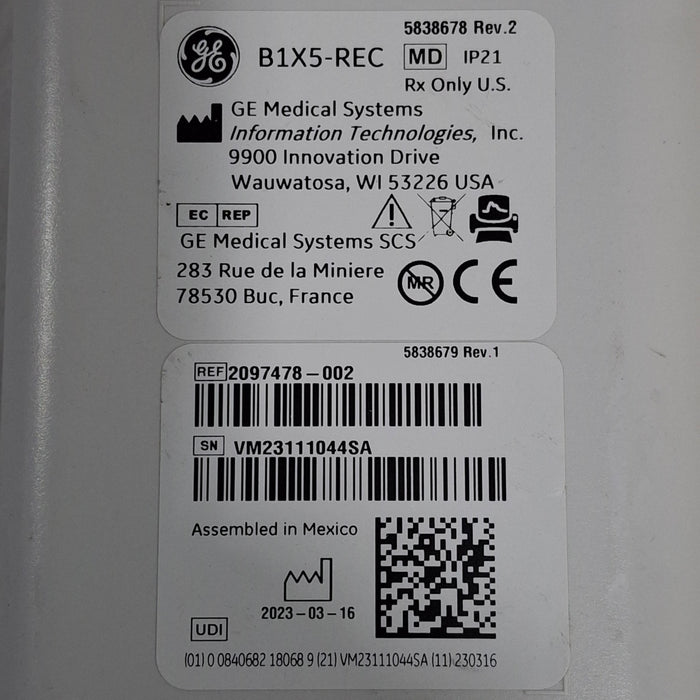 5838678 Rev.2
GE B1X5-REC MD IP21
Rx Only U.S.
GE Medical Systems
Information Technologies, Inc.
9900 Innovation Drive
Wauwatosa, WI 53226 USA
EC REP
GE Medical Systems SCS
283 Rue de la Miniere
78530 Buc, France
MR CE
5838679 Rev.1
REF 2097478-002
SN VM23111044SA
Assembled in Mexico
2023-03-16
UDI
(01) 0 0840682 18068 9 (21) VM23111044SA (11) 230316